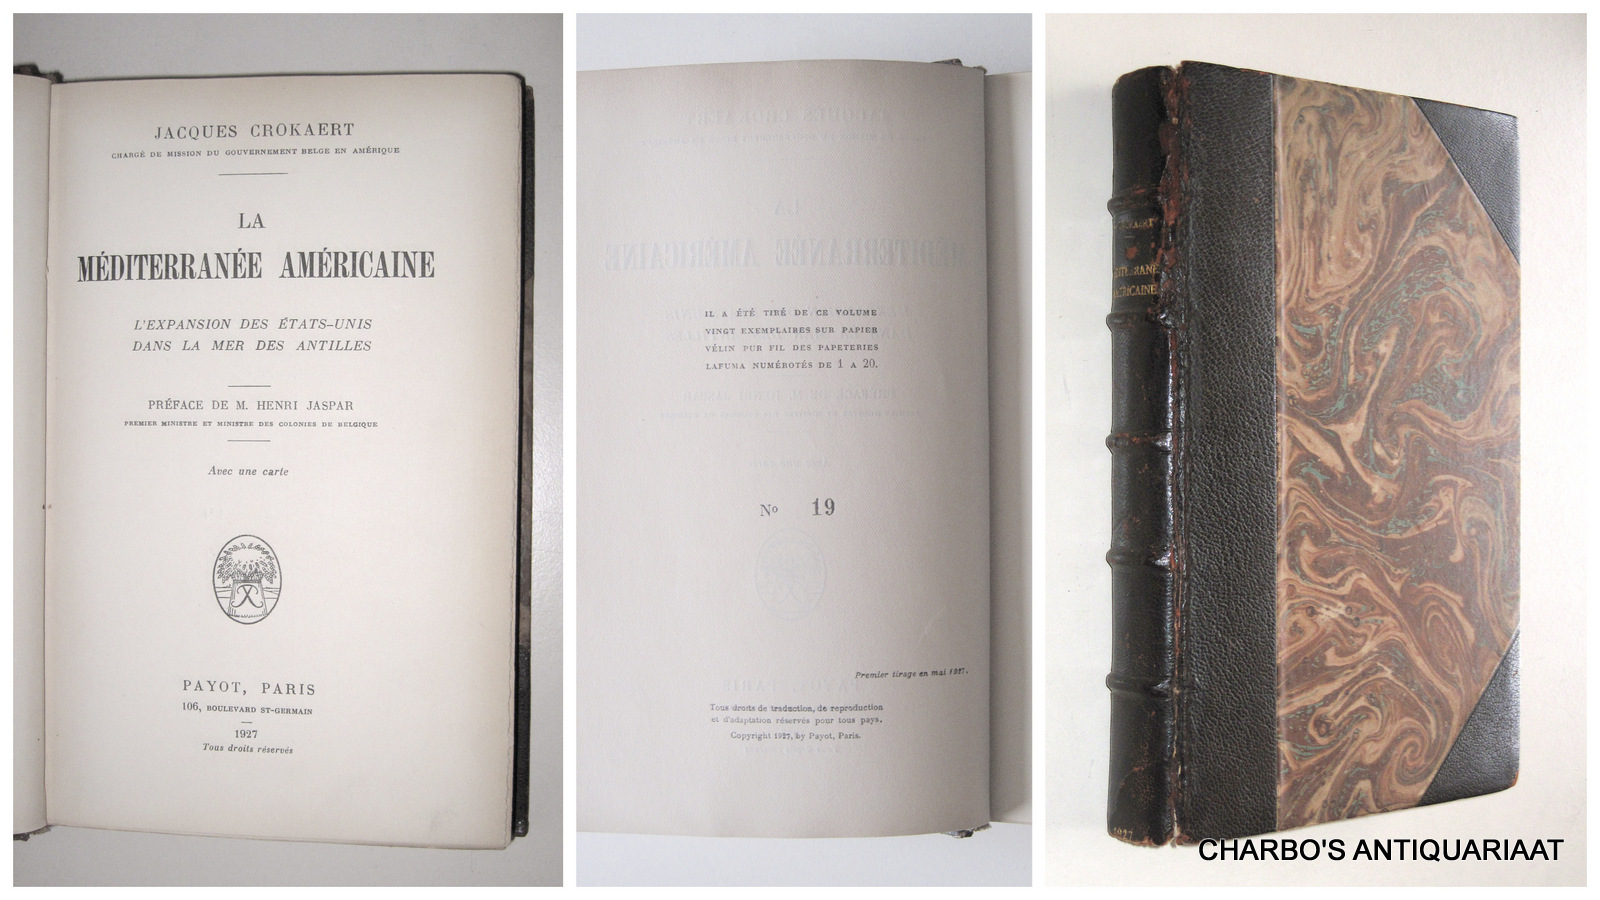 JACQUES CROKAERT
CHARGÉ DE MISSION DU GOUVERNEMENT BELGE EN AMÉRIQUE
LA
MÉDITERRANÉE AMÉRICAINE
L'EXPANSION DES ÉTATS-UNIS
DANS LA MER DES ANTILLES
PRÉFACE DE M. HENRI JASPAR
PREMIER MINISTRE ET MINISTRE DES COLONIES DE BELGIQUE
Avec une carte
PAYOT, PARIS
106, BOULEVARD ST-GERMAIN
1927
Tous droits réservés
IL A ÉTÉ TIRÉ DE CE VOLUME
VINGT EXEMPLAIRES SUR PAPIER
VÉLIN PUR FIL DES PAPETERIES
LAFUMA NUMÉROTÉS DE 1 A 20.
No 19
Premier tirage en mai 1927.
Tous droits de traduction, de reproduction
et d'adaptation réservés pour tous pays.
Copyright 1927, by Payot, Paris.
1927
CHARBO'S ANTIQUARIAAT